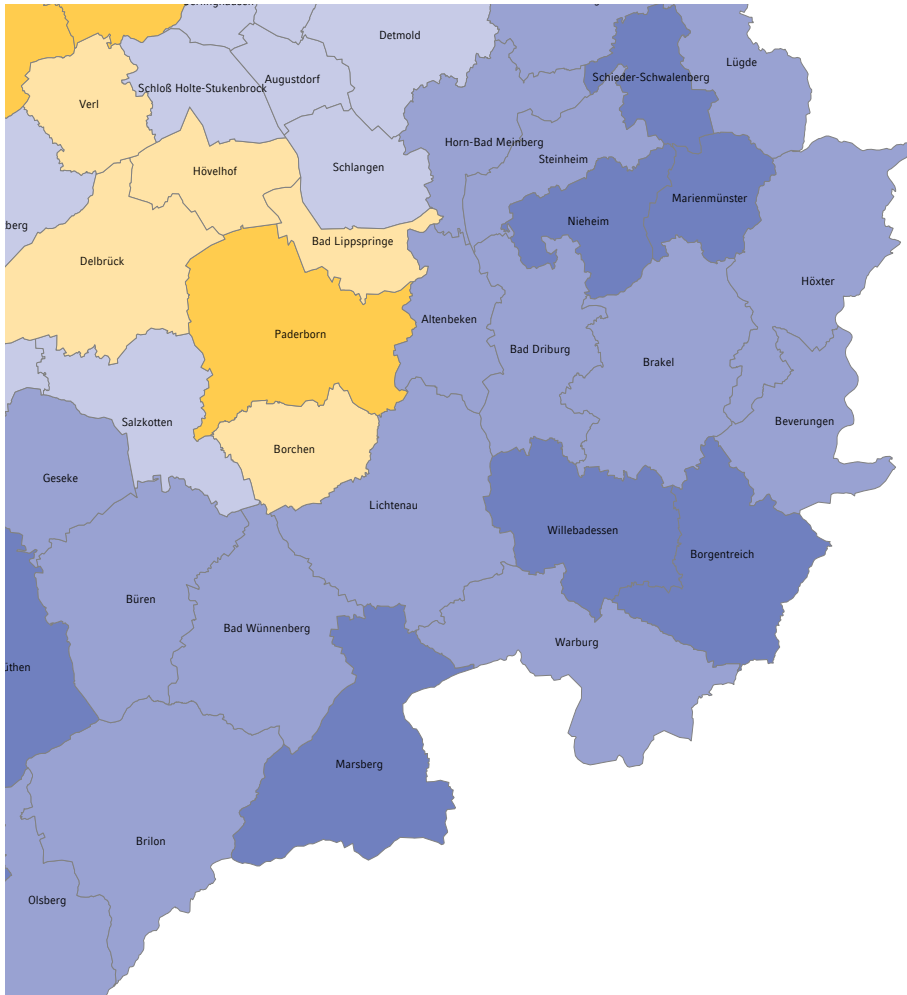 Detmold
Lügde
Schieder-Schwalenberg
Augustdorf
Schloß Holte-Stukenbrock
Verl
Horn-Bad Meinberg
Steinheim
Schlangen
Hövelhof
Marienmünster
Nieheim
berg
Bad Lippspringe
Delbrück
Höxter
Altenbeken
Paderborn
Bad Driburg
Brakel
Salzkotten
Beverungen
Borchen
Geseke
Lichtenau
Willebadessen
Borgentreich
Büren
Bad Wünnenberg
Warburg
üthen
Marsberg
Brilon
Olsberg